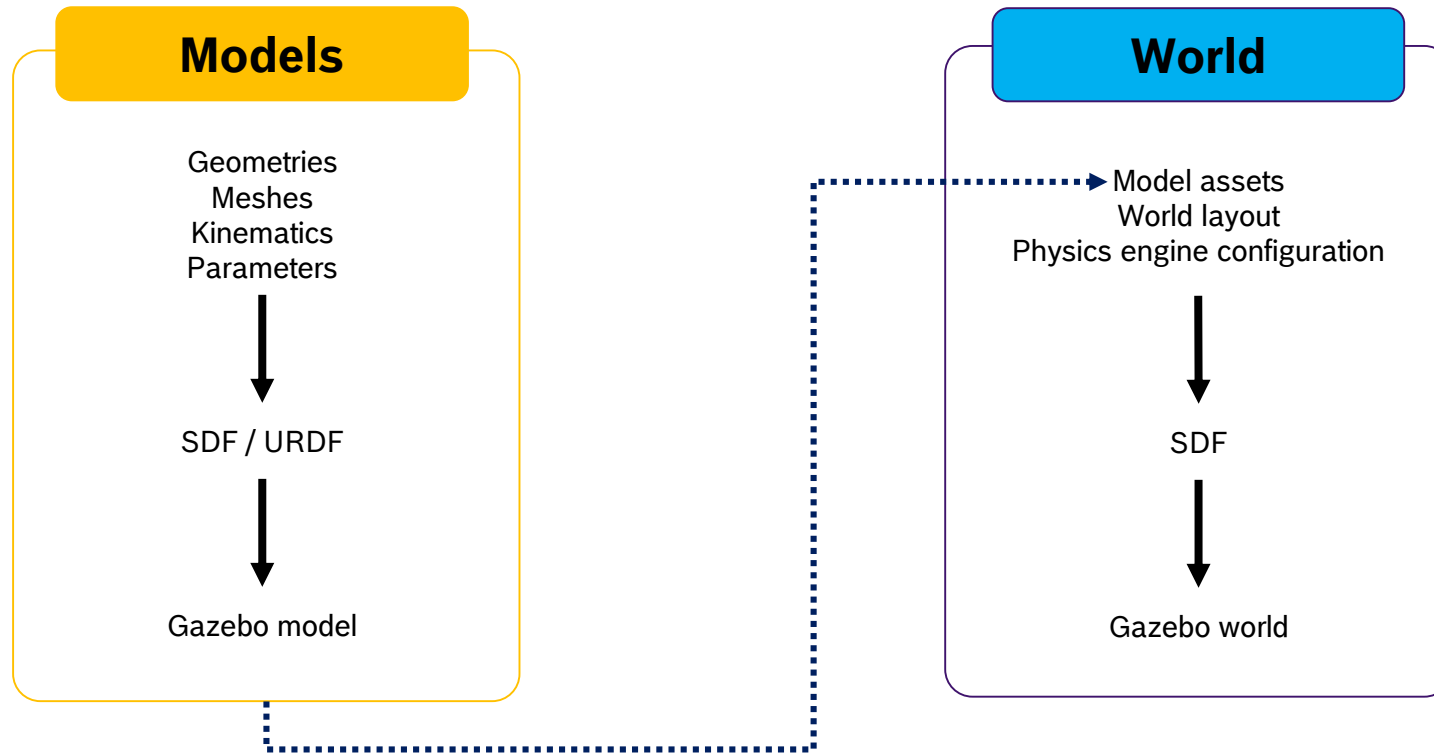 Models
Geometries
Meshes
Kinematics
Parameters
SDF / URDF
Gazebo model
World
Model assets
World layout
Physics engine configuration
SDF
Gazebo world